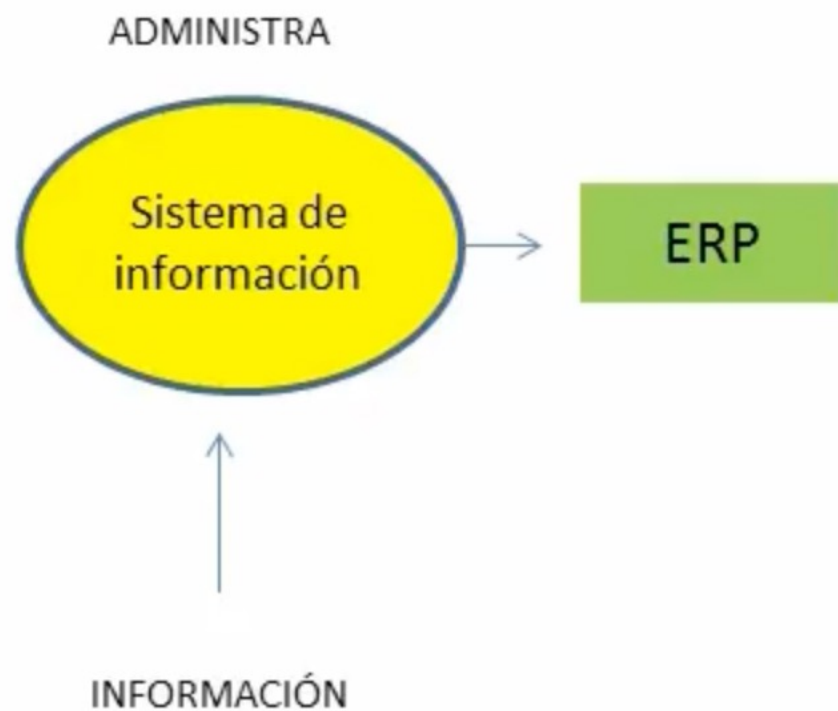 ADMINISTRA
Sistema de
información
ERP
INFORMACIÓN